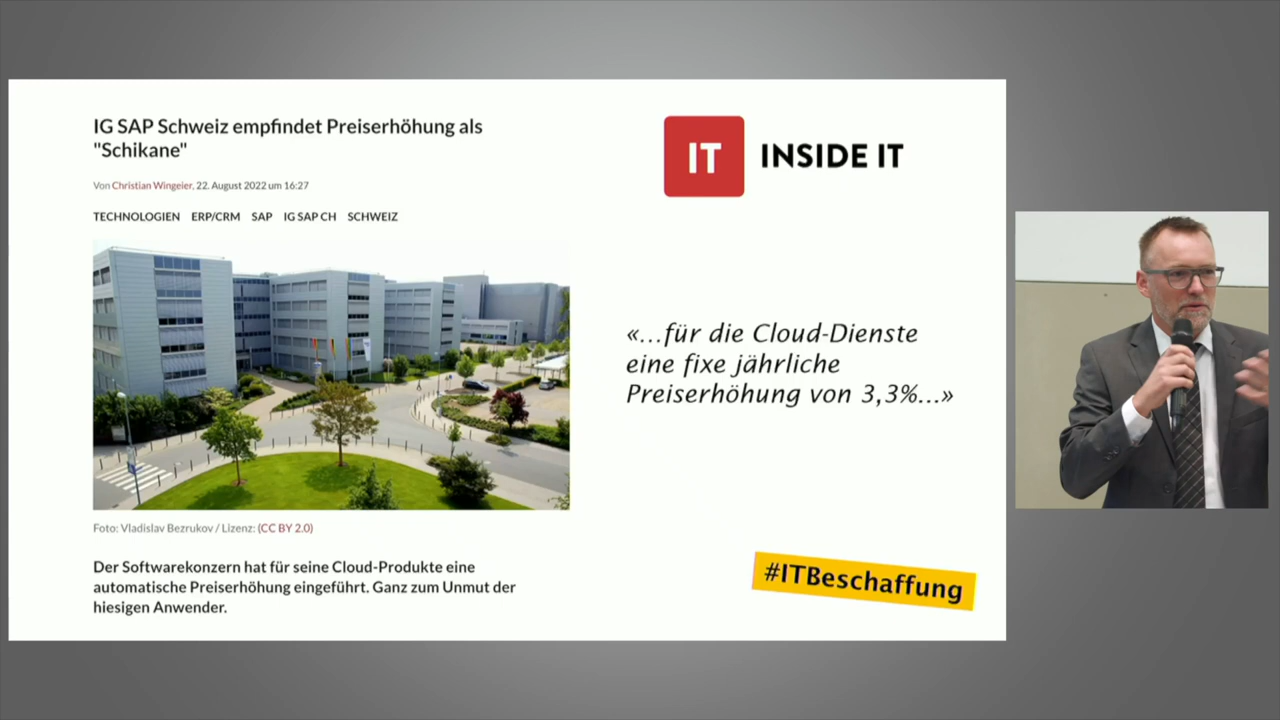 IG SAP Schweiz empfindet Preiserhöhung als
"Schikane"
Von Christian Wingeier, 22. August 2022 um 16:27
TECHNOLOGIEN ERP/CRM SAP IG SAP CH SCHWEIZ
Foto: Vladislav Bezrukov / Lizenz: (CC BY 2.0)
Der Softwarekonzern hat für seine Cloud-Produkte eine
automatische Preiserhöhung eingeführt. Ganz zum Unmut der
hiesigen Anwender.
IT INSIDE IT
«...für die Cloud-Dienste
eine fixe jährliche
Preiserhöhung von 3,3%...»
#ITBeschaffung